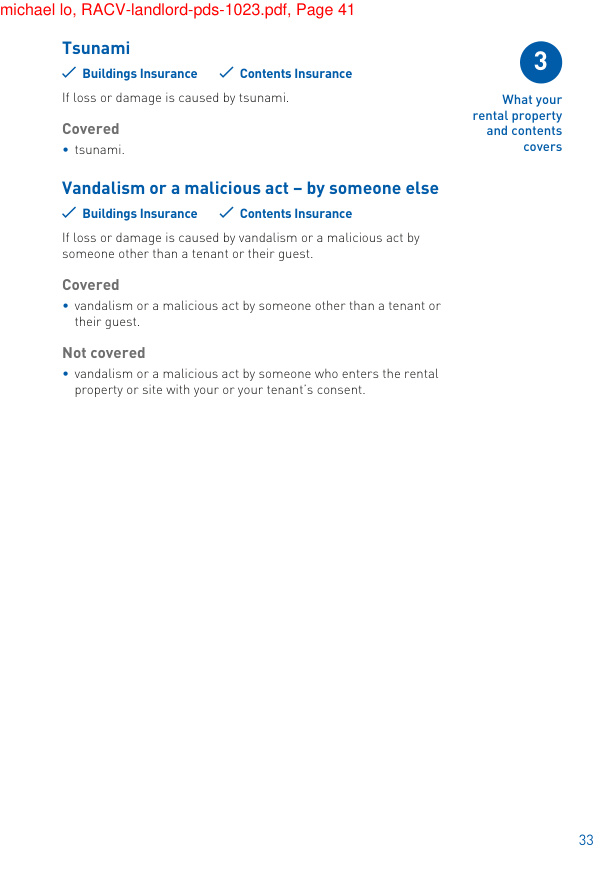 michael lo, RACV-landlord-pds-1023.pdf, Page 41
Tsunami
Buildings Insurance Contents Insurance
If loss or damage is caused by tsunami.
Covered
• tsunami.
Vandalism or a malicious act – by someone else
Buildings Insurance Contents Insurance
If loss or damage is caused by vandalism or a malicious act by
someone other than a tenant or their guest.
Covered
• vandalism or a malicious act by someone other than a tenant or
their guest.
Not covered
• vandalism or a malicious act by someone who enters the rental
property or site with your or your tenant’s consent.
3
What your
rental property
and contents
covers
33